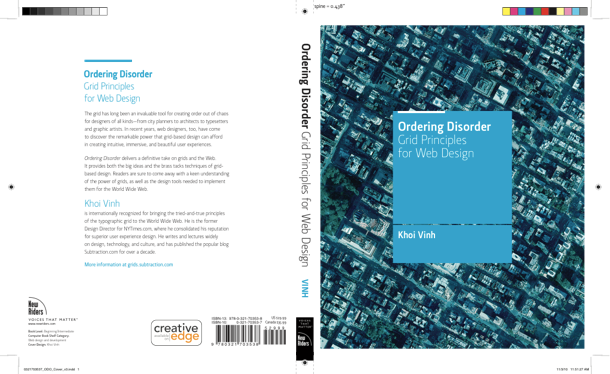 spine = 0.438"
Ordering Disorder
Grid Principles
for Web Design
The grid has long been an invaluable tool for creating order out of chaos
for designers of all kinds—from city planners to architects to typesetters
and graphic artists. In recent years, web designers, too, have come
to discover the remarkable power that grid-based design can afford
in creating intuitive, immersive, and beautiful user experiences.
Ordering Disorder delivers a definitive take on grids and the Web.
It provides both the big ideas and the brass tacks techniques of grid-
based design. Readers are sure to come away with a keen understanding
of the power of grids, as well as the design tools needed to implement
them for the World Wide Web.
Khoi Vinh
is internationally recognized for bringing the tried-and-true principles
of the typographic grid to the World Wide Web. He is the former
Design Director for NYTimes.com, where he consolidated his reputation
for superior user experience design. He writes and lectures widely
on design, technology, and culture, and has published the popular blog
Subtraction.com for over a decade.
More information at grids.subtraction.com
New
Riders
VOICES THAT MATTER™
www.newriders.com
creative
edge
Ordering Disorder Grid Principles for Web Design VINH
VOICES
THAT
MATTER
New
Riders
Ordering Disorder
Grid Principles
for Web Design
Khoi Vinh